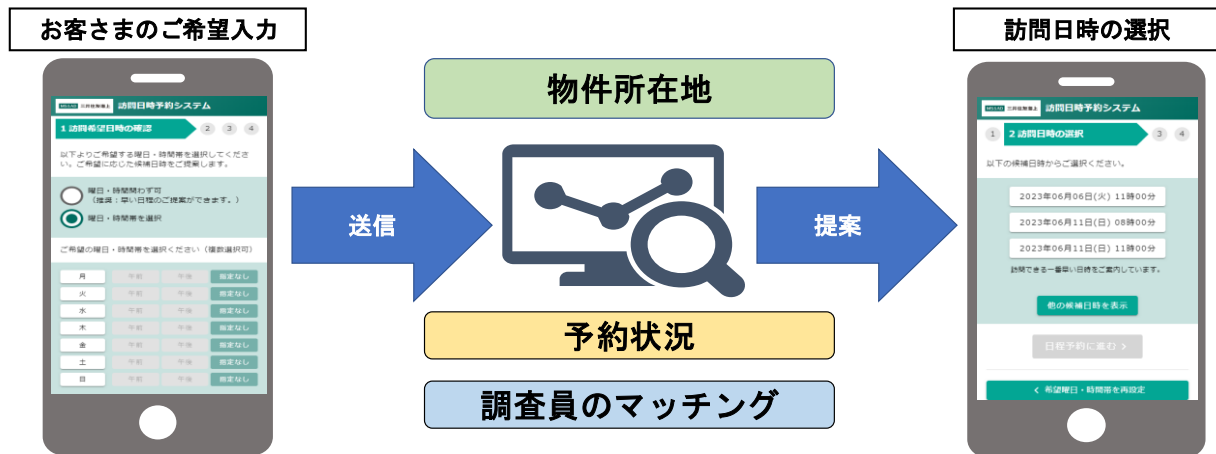 お客さまのご希望入力
訪問日時予約システム
1 訪問希望日時の確認
2 3 4
以下よりご希望する曜日・時間帯を選択してくださ
い。ご希望に応じた候補日時をご提案します。
曜日・時間問わず可
(推奨：早い日程のご提案ができます。)
曜日・時間帯を選択
ご希望の曜日・時間帯を選択ください（複数選択可）
月 午前 午後 指定なし
火 午前 午後 指定なし
水 午前 午後 指定なし
木 午前 午後 指定なし
金 午前 午後 指定なし
土 午前 午後 指定なし
日 午前 午後 指定なし
送信
物件所在地
予約状況
調査員のマッチング
提案
訪問日時の選択
訪問日時予約システム
1 2 訪問日時の選択 3 4
以下の候補日時からご選択ください。
2023年06月06日(火) 11時00分
2023年06月11日(日) 08時00分
2023年06月11日(日) 11時00分
訪問できる一番早い日時をご案内しています。
他の候補日時を表示
日程予約に進む >
< 希望曜日・時間帯を再設定